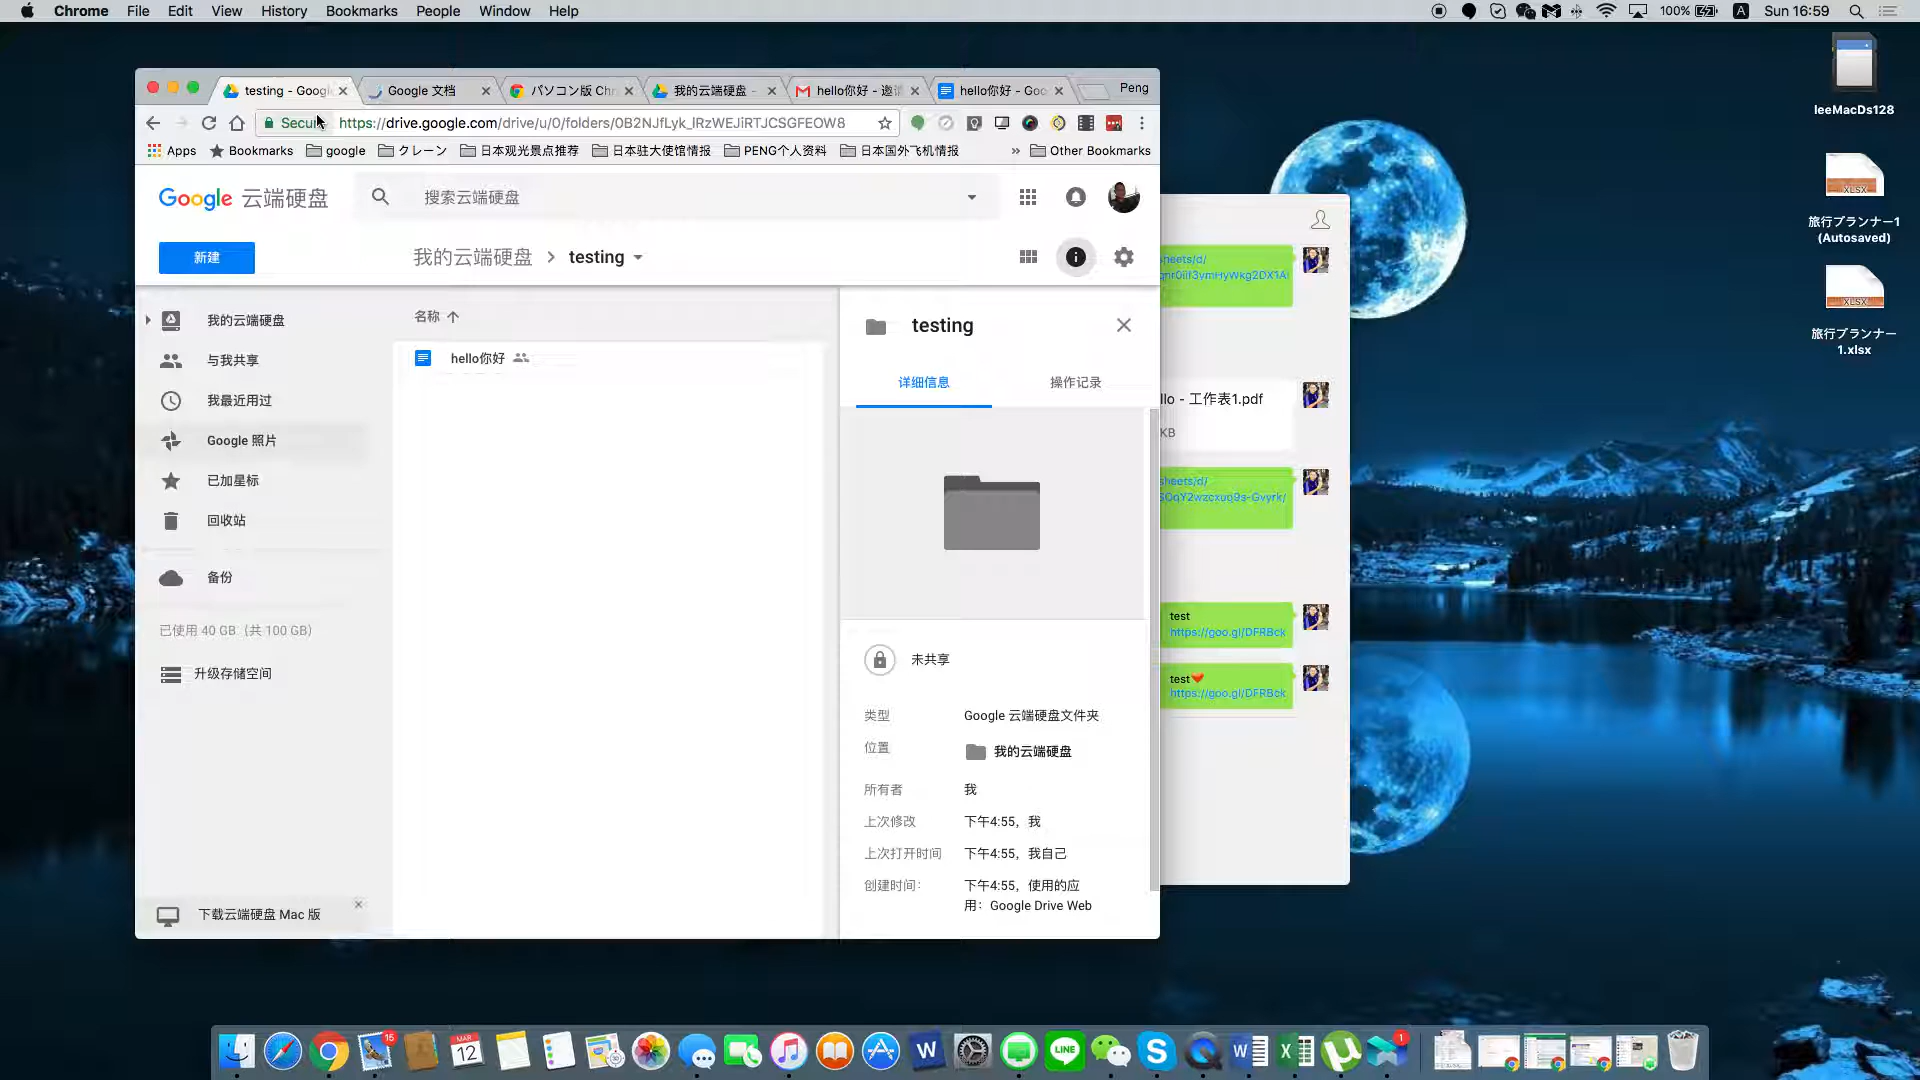 Chrome File Edit View History Bookmarks People Window Help
100% A Sun 16:59
testing - Google
Google 文档
パソコン版 Chr
我的云端硬盘 -
hello你好 - 邀请
hello你好 - Goo
Peng
Secur
https://drive.google.com/drive/u/0/folders/0B2NJfLyk_lRzWEJiRTJCSGFEOW8
Apps Bookmarks google クレーン 日本观光景点推荐 日本驻大使馆情报 PENG个人资料 日本国外飞机情报 » Other Bookmarks
Google 云端硬盘
搜索云端硬盘
新建
我的云端硬盘 > testing
我的云端硬盘
与我共享
我最近用过
Google 照片
已加星标
回收站
备份
已使用 40 GB（共 100 GB）
升级存储空间
下载云端硬盘 Mac 版
名称
hello你好
testing
详细信息 操作记录
未共享
类型 Google 云端硬盘文件夹
位置 我的云端硬盘
所有者 我
上次修改 下午4:55，我
上次打开时间 下午4:55，我自己
创建时间： 下午4:55，使用的应
用：Google Drive Web
heets/d/
llo - 工作表1.pdf
KB
heets/d/
test
https://goo.gl/DFRBck
test
https://goo.gl/DFRBck
leeMacDs128
XLSX
旅行プランナー1
(Autosaved)
XLSX
旅行プランナー
1.xlsx
15
MAR
12
LINE
1